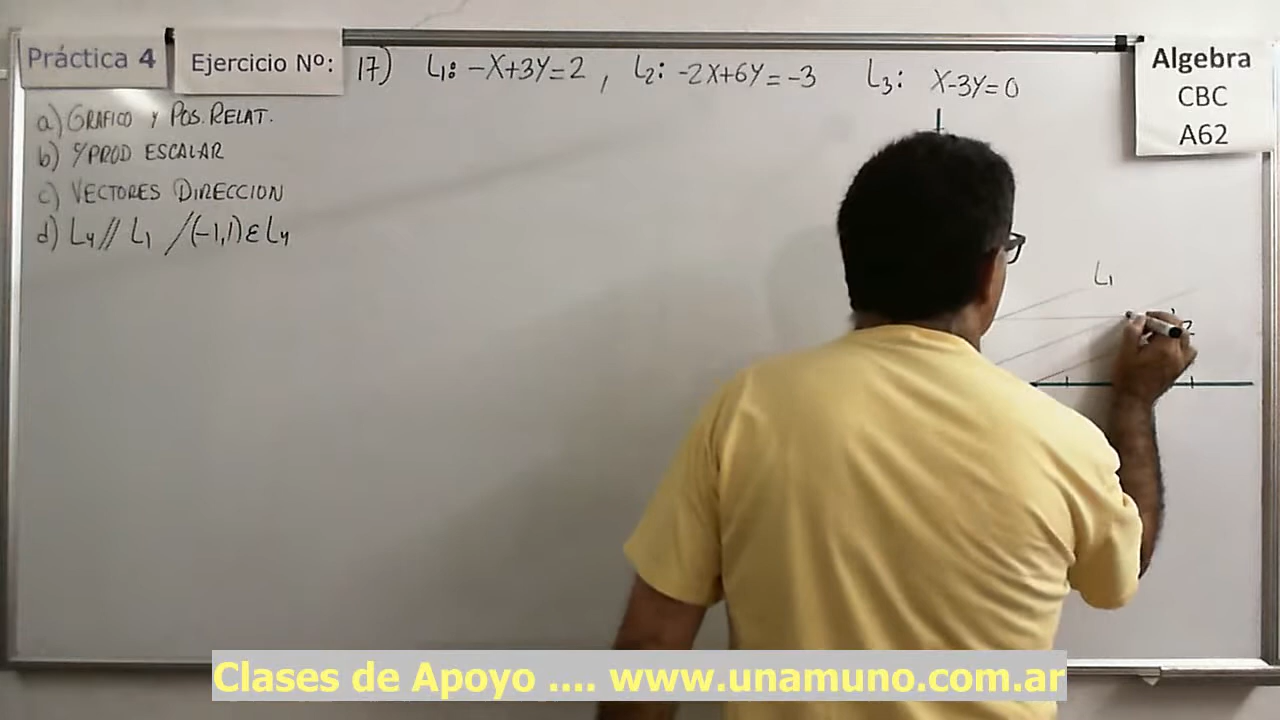 Práctica 4
Ejercicio Nº: 17) L₁: -X+3Y=2 , L₂: -2X+6Y=-3 L₃: X-3Y=0
Algebra
CBC
A62
a) GRAFICO Y POS. RELAT.
b) Y PROD ESCALAR
c) VECTORES DIRECCION
d) L₄ // L₁ /(-1,1) ε L₄
L₁
2
Clases de Apoyo .... www.unamuno.com.ar